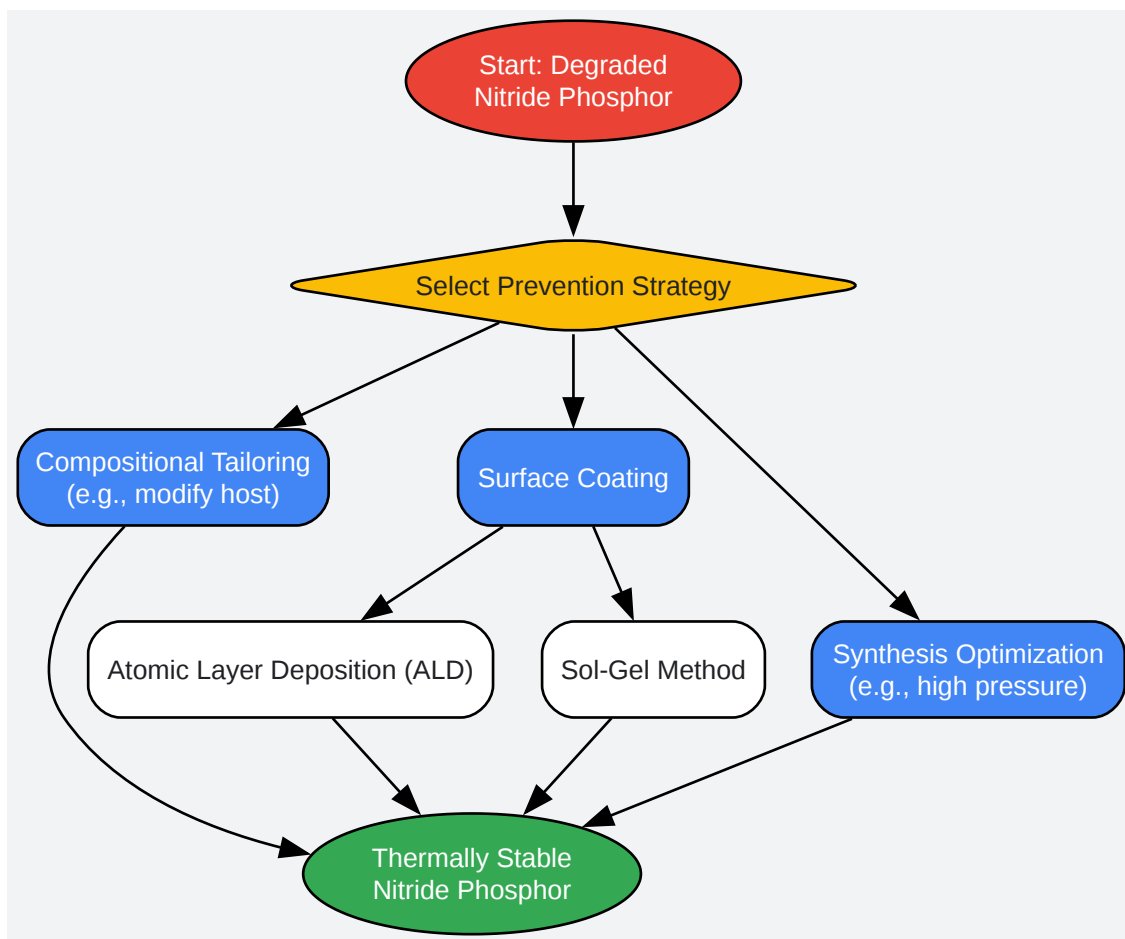 Start: Degraded
Nitride Phosphor
Select Prevention Strategy
Compositional Tailoring
(e.g., modify host)
Surface Coating
Atomic Layer Deposition (ALD)
Sol-Gel Method
Synthesis Optimization
(e.g., high pressure)
Thermally Stable
Nitride Phosphor